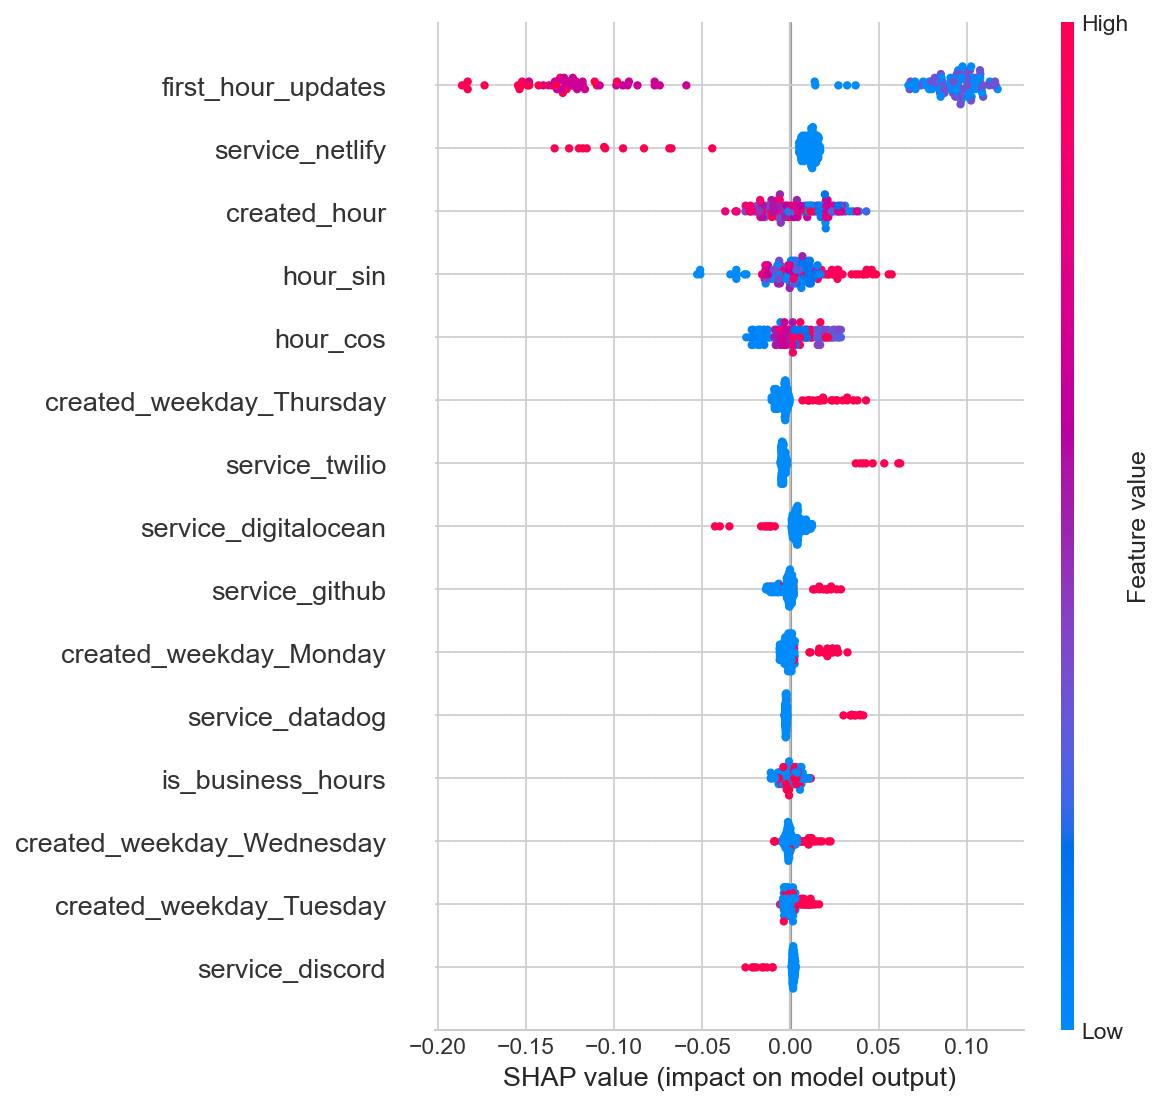 High
first_hour_updates
service_netlify
created_hour
hour_sin
hour_cos
created_weekday_Thursday
service_twilio
service_digitalocean
service_github
created_weekday_Monday
service_datadog
is_business_hours
created_weekday_Wednesday
created_weekday_Tuesday
service_discord
Feature value
Low
−0.20 −0.15 −0.10 −0.05 0.00 0.05 0.10
SHAP value (impact on model output)